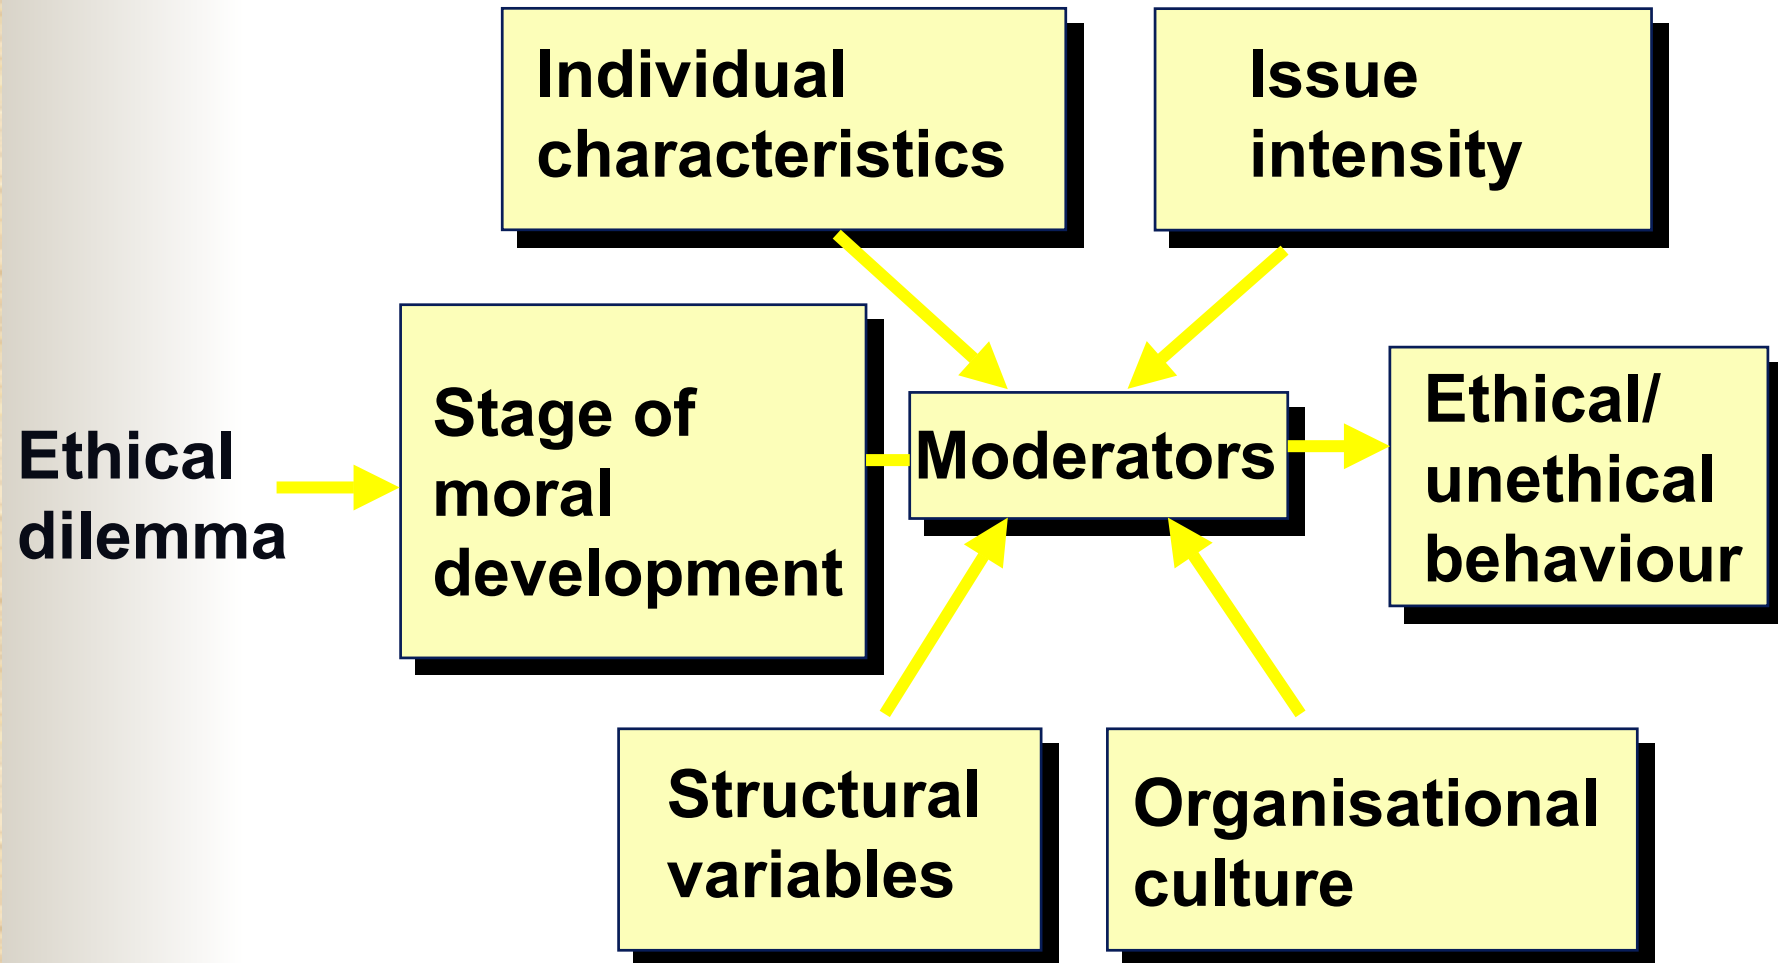 Individual
characteristics
Issue
intensity
Ethical
dilemma
Stage of
moral
development
Moderators
Ethical/
unethical
behaviour
Structural
variables
Organisational
culture